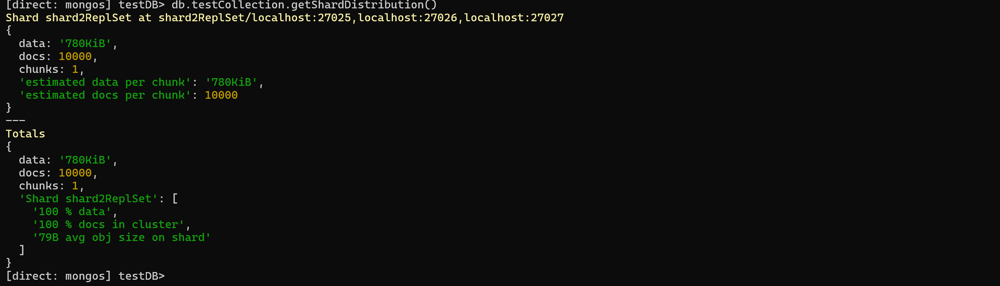 [direct: mongos] testDB> db.testCollection.getShardDistribution()
Shard shard2ReplSet at shard2ReplSet/localhost:27025,localhost:27026,localhost:27027
{
  data: '780KiB',
  docs: 10000,
  chunks: 1,
  'estimated data per chunk': '780KiB',
  'estimated docs per chunk': 10000
}
---
Totals
{
  data: '780KiB',
  docs: 10000,
  chunks: 1,
  'Shard shard2ReplSet': [
    '100 % data',
    '100 % docs in cluster',
    '79B avg obj size on shard'
  ]
}
[direct: mongos] testDB>